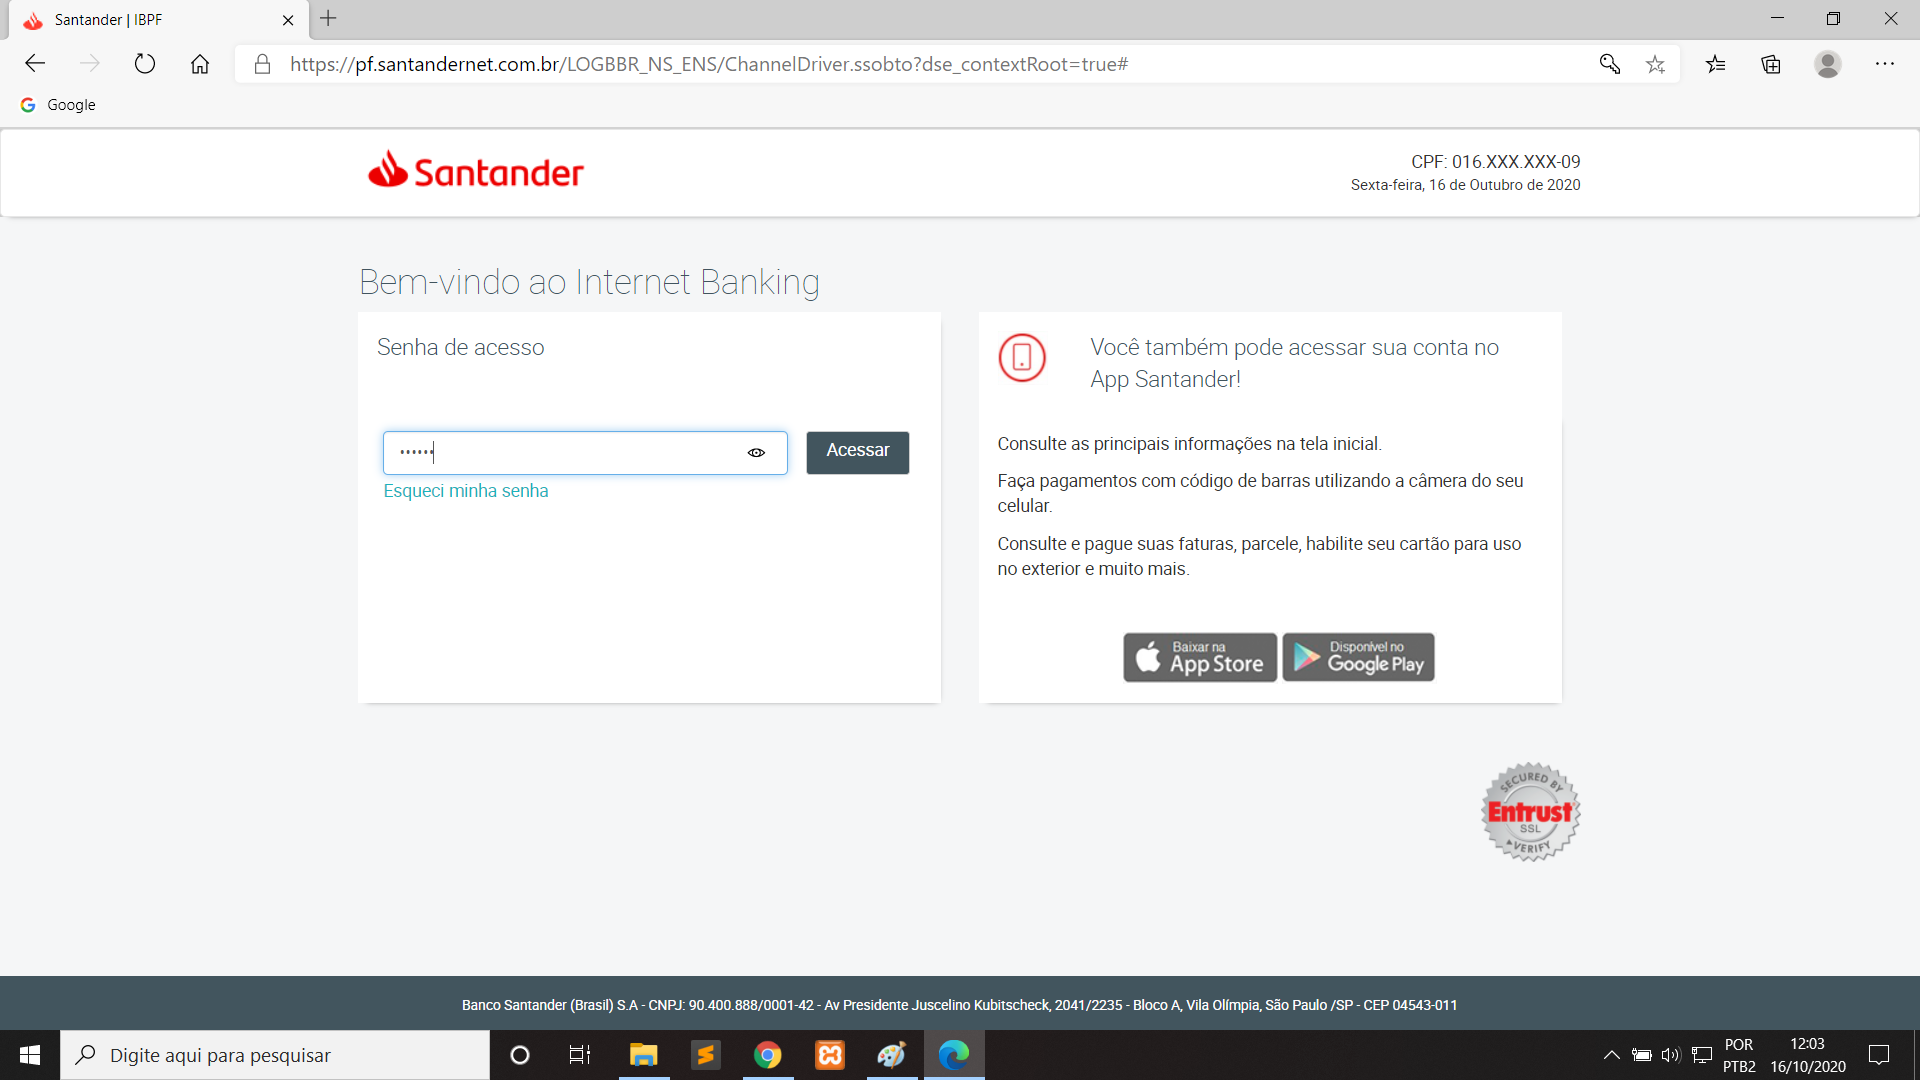 Santander | IBPF
https://pf.santandernet.com.br/LOGBBR_NS_ENS/ChannelDriver.ssobto?dse_contextRoot=true#
Google
Santander
CPF: 016.XXX.XXX-09
Sexta-feira, 16 de Outubro de 2020
Bem-vindo ao Internet Banking
Senha de acesso
••••••
Acessar
Esqueci minha senha
Você também pode acessar sua conta no
App Santander!
Consulte as principais informações na tela inicial.
Faça pagamentos com código de barras utilizando a câmera do seu
celular.
Consulte e pague suas faturas, parcele, habilite seu cartão para uso
no exterior e muito mais.
Baixar na
App Store
Disponível no
Google Play
SECURED BY
Entrust
SSL
VERIFY
Banco Santander (Brasil) S.A - CNPJ: 90.400.888/0001-42 - Av Presidente Juscelino Kubitscheck, 2041/2235 - Bloco A, Vila Olímpia, São Paulo /SP - CEP 04543-011
Digite aqui para pesquisar
POR
PTB2
12:03
16/10/2020